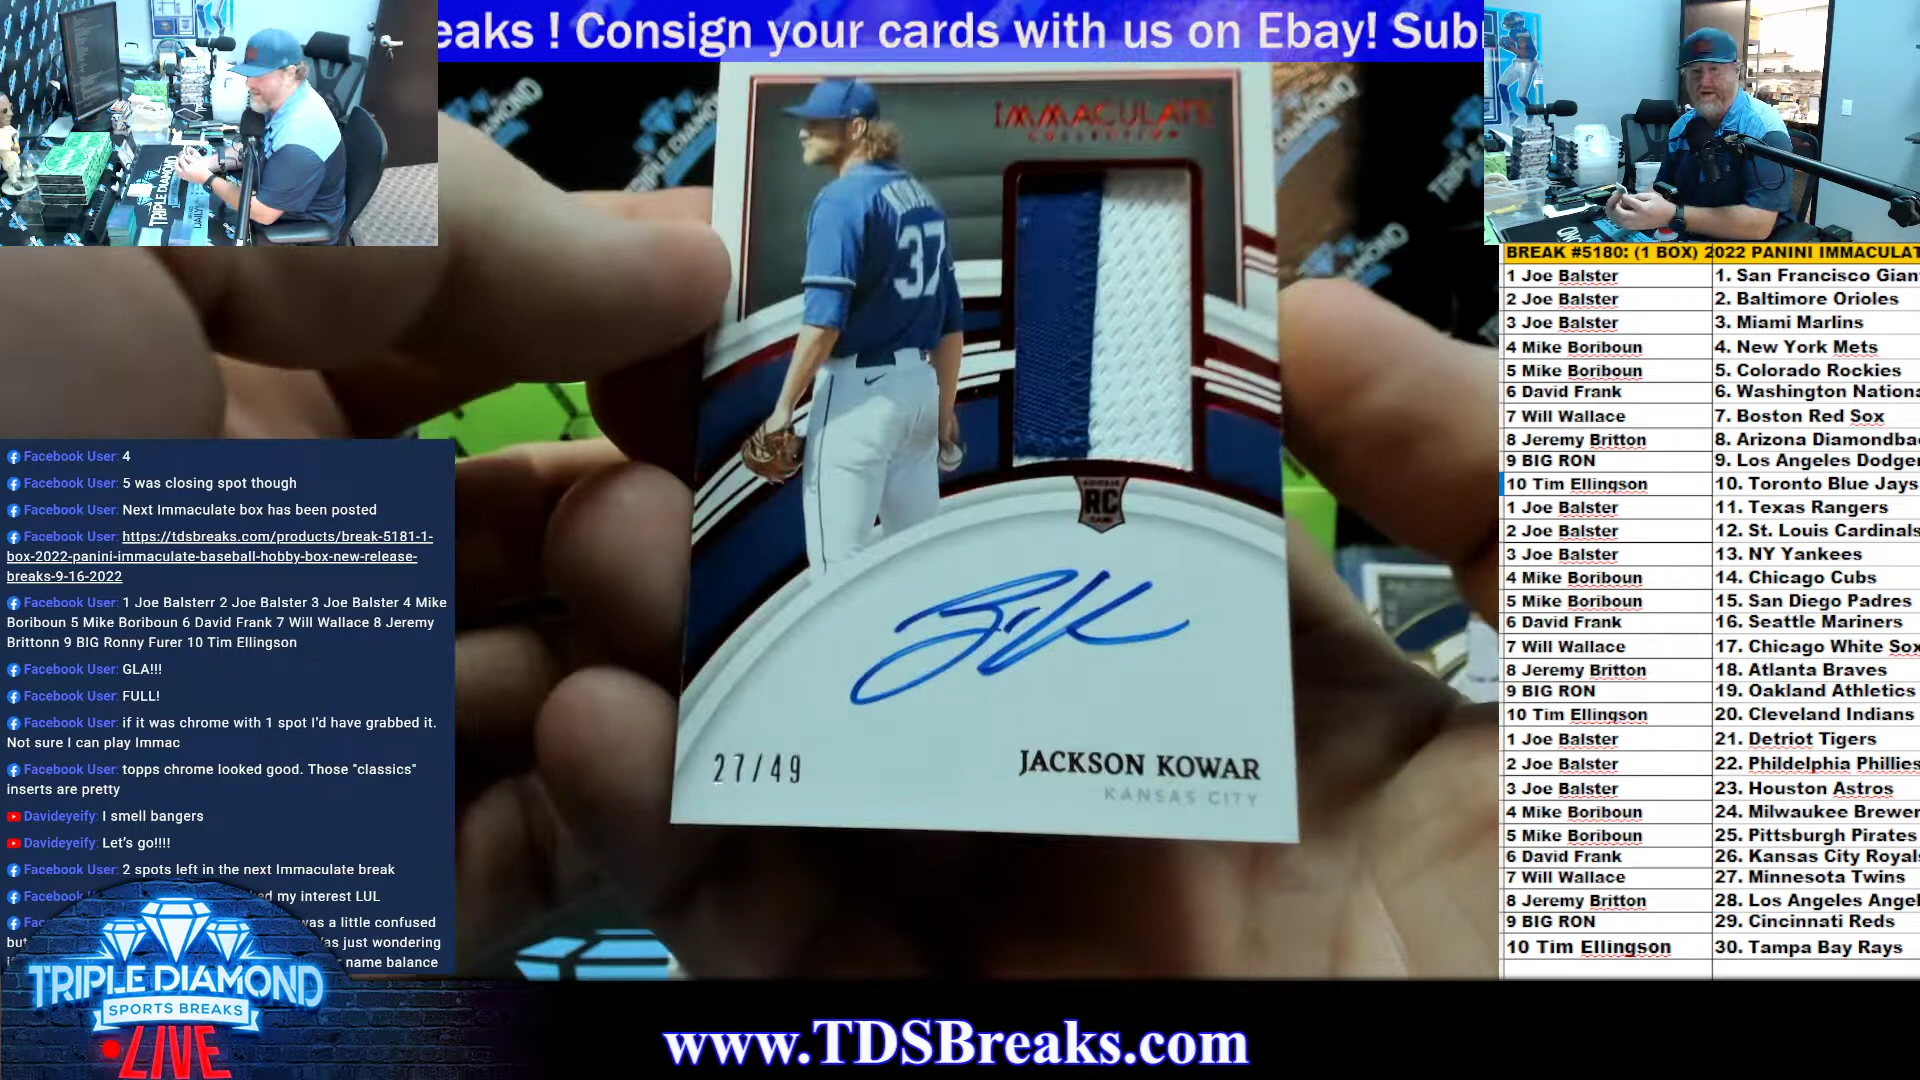 eaks ! Consign your cards with us on Ebay! Sub
IMMACULATE
COLLECTION
37
RC
27/49
JACKSON KOWAR
KANSAS CITY
Facebook User: 4
Facebook User: 5 was closing spot though
Facebook User: Next Immaculate box has been posted
Facebook User: https://tdsbreaks.com/products/break-5181-1-
box-2022-panini-immaculate-baseball-hobby-box-new-release-
breaks-9-16-2022
Facebook User: 1 Joe Balsterr 2 Joe Balster 3 Joe Balster 4 Mike
Boriboun 5 Mike Boriboun 6 David Frank 7 Will Wallace 8 Jeremy
Brittonn 9 BIG Ronny Furer 10 Tim Ellingson
Facebook User: GLA!!!
Facebook User: FULL!
Facebook User: if it was chrome with 1 spot I'd have grabbed it.
Not sure I can play Immac
Facebook User: topps chrome looked good. Those "classics"
inserts are pretty
Davideyeify: I smell bangers
Davideyeify: Let's go!!!!
Facebook User: 2 spots left in the next Immaculate break
Facebook my interest LUL
was a little confused
but just wondering
name balance
TRIPLE DIAMOND
SPORTS BREAKS
LIVE
www.TDSBreaks.com
BREAK #5180: (1 BOX) 2022 PANINI IMMACULAT
1 Joe Balster 1. San Francisco Gian
2 Joe Balster 2. Baltimore Orioles
3 Joe Balster 3. Miami Marlins
4 Mike Boriboun 4. New York Mets
5 Mike Boriboun 5. Colorado Rockies
6 David Frank 6. Washington Nationa
7 Will Wallace 7. Boston Red Sox
8 Jeremy Britton 8. Arizona Diamondba
9 BIG RON 9. Los Angeles Dodger
10 Tim Ellingson 10. Toronto Blue Jays
1 Joe Balster 11. Texas Rangers
2 Joe Balster 12. St. Louis Cardinals
3 Joe Balster 13. NY Yankees
4 Mike Boriboun 14. Chicago Cubs
5 Mike Boriboun 15. San Diego Padres
6 David Frank 16. Seattle Mariners
7 Will Wallace 17. Chicago White Sox
8 Jeremy Britton 18. Atlanta Braves
9 BIG RON 19. Oakland Athletics
10 Tim Ellingson 20. Cleveland Indians
1 Joe Balster 21. Detriot Tigers
2 Joe Balster 22. Phildelphia Phillies
3 Joe Balster 23. Houston Astros
4 Mike Boriboun 24. Milwaukee Brewer
5 Mike Boriboun 25. Pittsburgh Pirates
6 David Frank 26. Kansas City Royal
7 Will Wallace 27. Minnesota Twins
8 Jeremy Britton 28. Los Angeles Angel
9 BIG RON 29. Cincinnati Reds
10 Tim Ellingson 30. Tampa Bay Rays